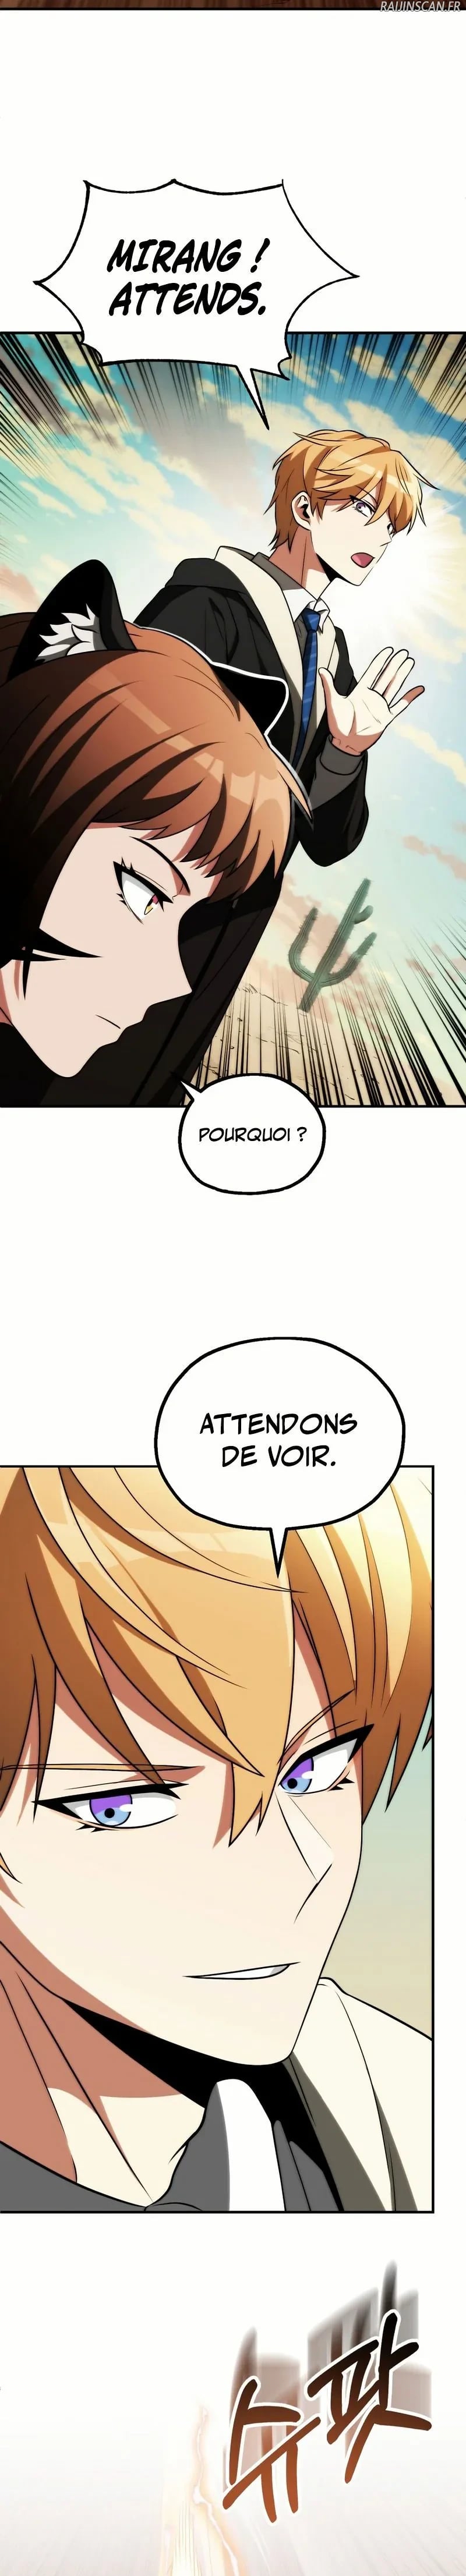 RAIJINSCAN.FR
MIRANG !
ATTENDS.
POURQUOI ?
ATTENDONS
DE VOIR.
슈팟